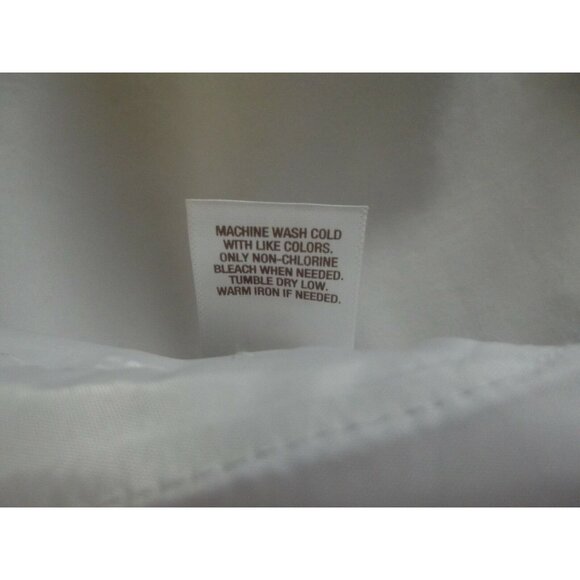 MACHINE WASH COLD
WITH LIKE COLORS.
ONLY NON-CHLORINE
BLEACH WHEN NEEDED.
TUMBLE DRY LOW.
WARM IRON IF NEEDED.